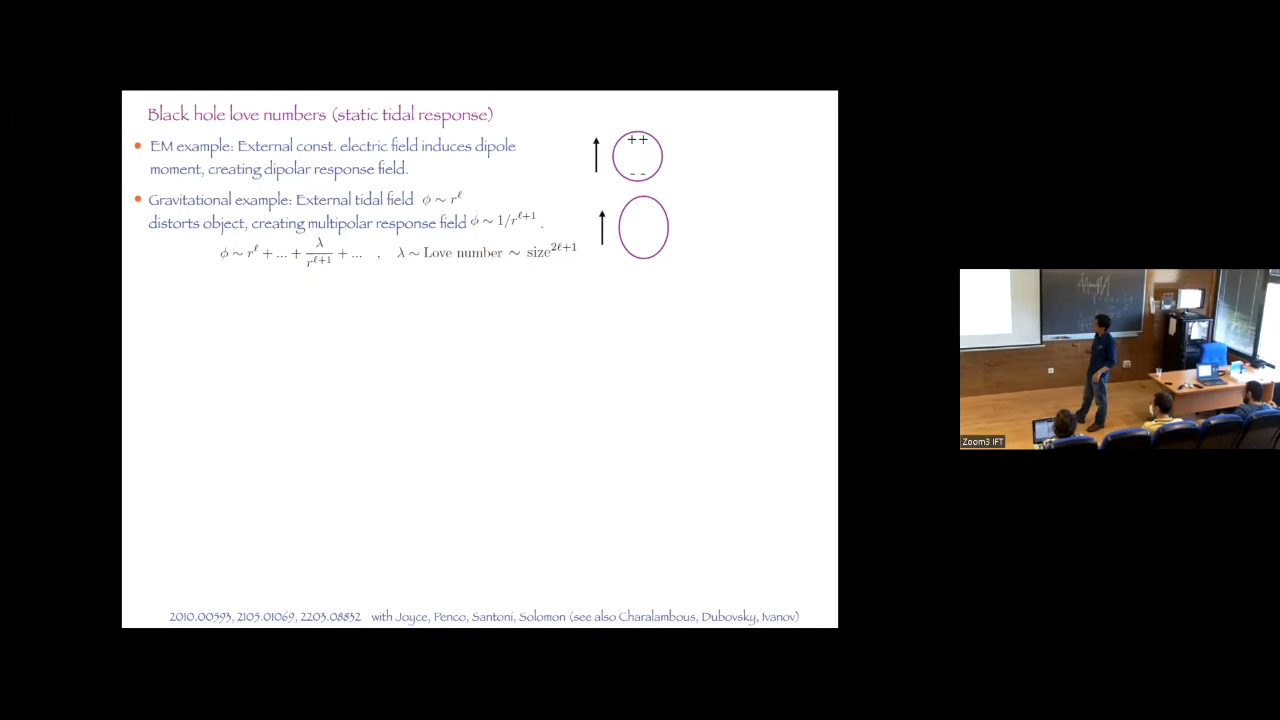 Black hole love numbers (static tidal response)
• EM example: External const. electric field induces dipole
moment, creating dipolar response field.
++
- -
• Gravitational example: External tidal field ϕ ∼ r^ℓ
distorts object, creating multipolar response field ϕ ∼ 1/r^{ℓ+1} .
ϕ ∼ r^ℓ + ... + λ/r^{ℓ+1} + ... , λ ∼ Love number ∼ size^{2ℓ+1}
2010.00593, 2105.01069, 2203.08832 with Joyce, Penco, Santoni, Solomon (see also Charalambous, Dubovsky, Ivanov)
Zoom3 IFT